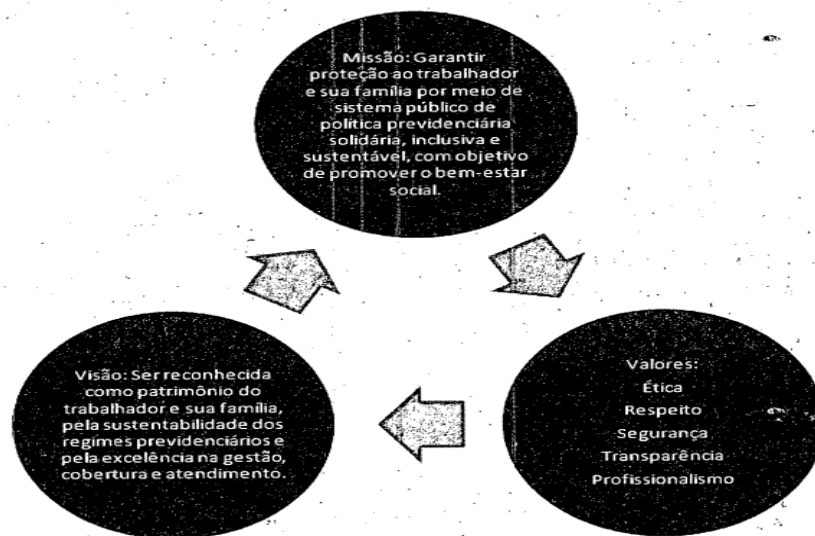 Missão: Garantir
proteção ao trabalhador
e sua família por meio de
sistema público de
política previdenciária
solidária, inclusiva e
sustentável, com objetivo
de promover o bem-estar
social.
Visão: Ser reconhecida
como patrimônio do
trabalhador e sua família,
pela sustentabilidade dos
regimes previdenciários e
pela excelência na gestão,
cobertura e atendimento.
Valores:
Ética
Respeito
Segurança
Transparência
Profissionalismo